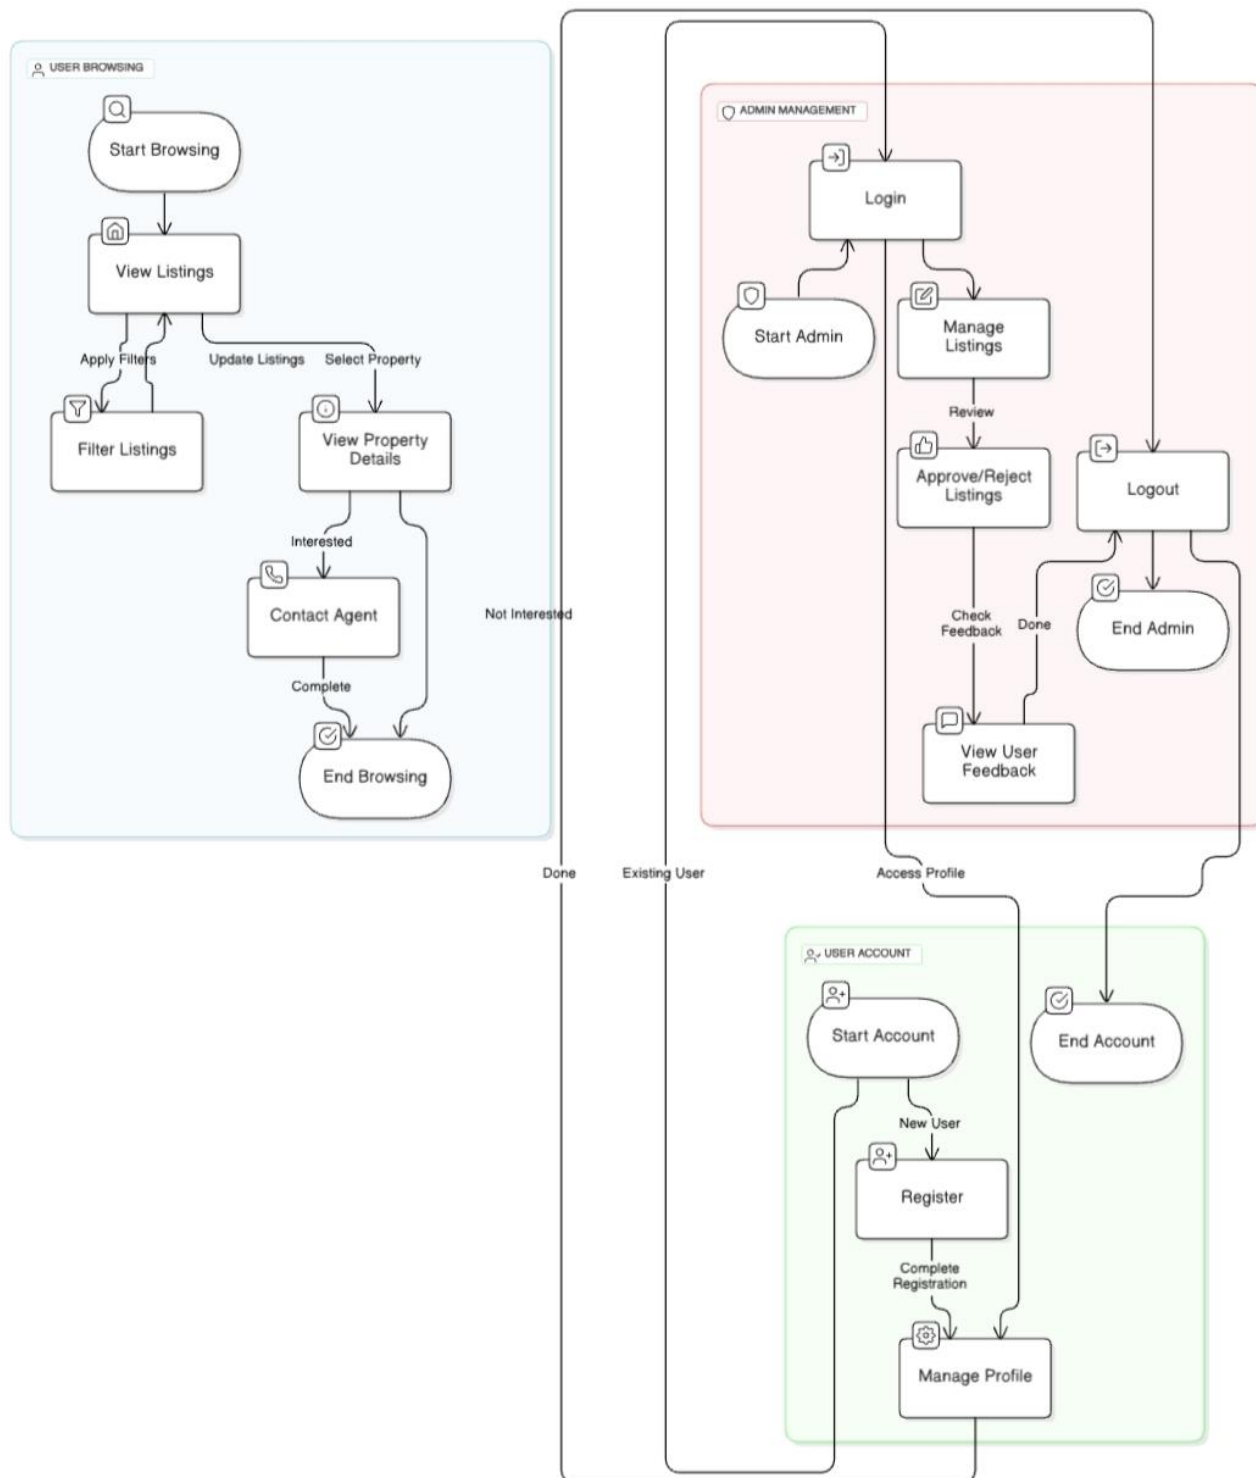 USER BROWSING
Start Browsing
View Listings
Apply Filters
Update Listings
Select Property
Filter Listings
View Property
Details
Interested
Contact Agent
Not Interested
Complete
End Browsing
ADMIN MANAGEMENT
Login
Start Admin
Manage
Listings
Review
Approve/Reject
Listings
Logout
Check
Feedback
Done
End Admin
View User
Feedback
Done
Existing User
Access Profile
USER ACCOUNT
Start Account
End Account
New User
Register
Complete
Registration
Manage Profile